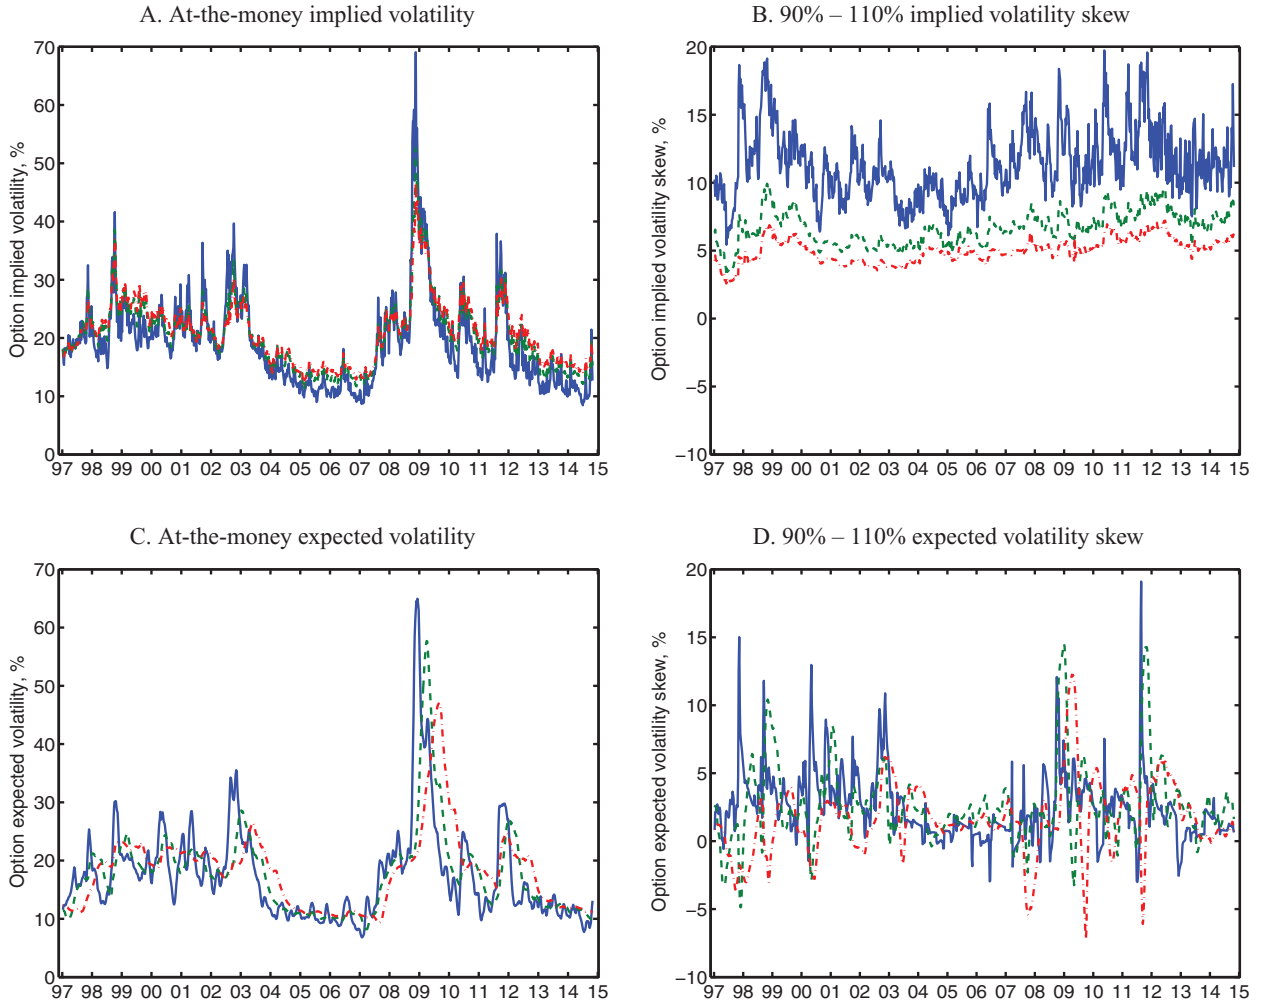 A. At-the-money implied volatility
Option implied volatility, %
70
60
50
40
30
20
10
0
97 98 99 00 01 02 03 04 05 06 07 09 10 11 12 13 14 15
B. 90% – 110% implied volatility skew
Option implied volatility skew, %
20
15
10
5
0
−5
−10
97 98 99 00 01 02 03 04 05 06 07 09 10 11 12 13 14 15
C. At-the-money expected volatility
Option expected volatility, %
70
60
50
40
30
20
10
0
97 98 99 00 01 02 03 04 05 06 07 09 10 11 12 13 14 15
D. 90% – 110% expected volatility skew
Option expected volatility skew, %
20
15
10
5
0
−5
−10
97 98 99 00 01 02 03 04 05 06 07 09 10 11 12 13 14 15